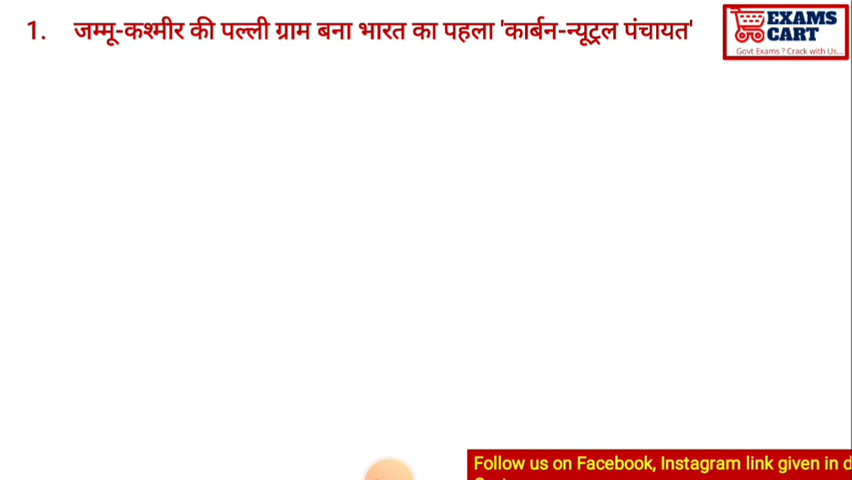 1. जम्मू-कश्मीर की पल्ली ग्राम बना भारत का पहला 'कार्बन-न्यूट्रल पंचायत'
EXAMS
CART
Govt Exams ? Crack with Us...
Follow us on Facebook, Instagram link given in d